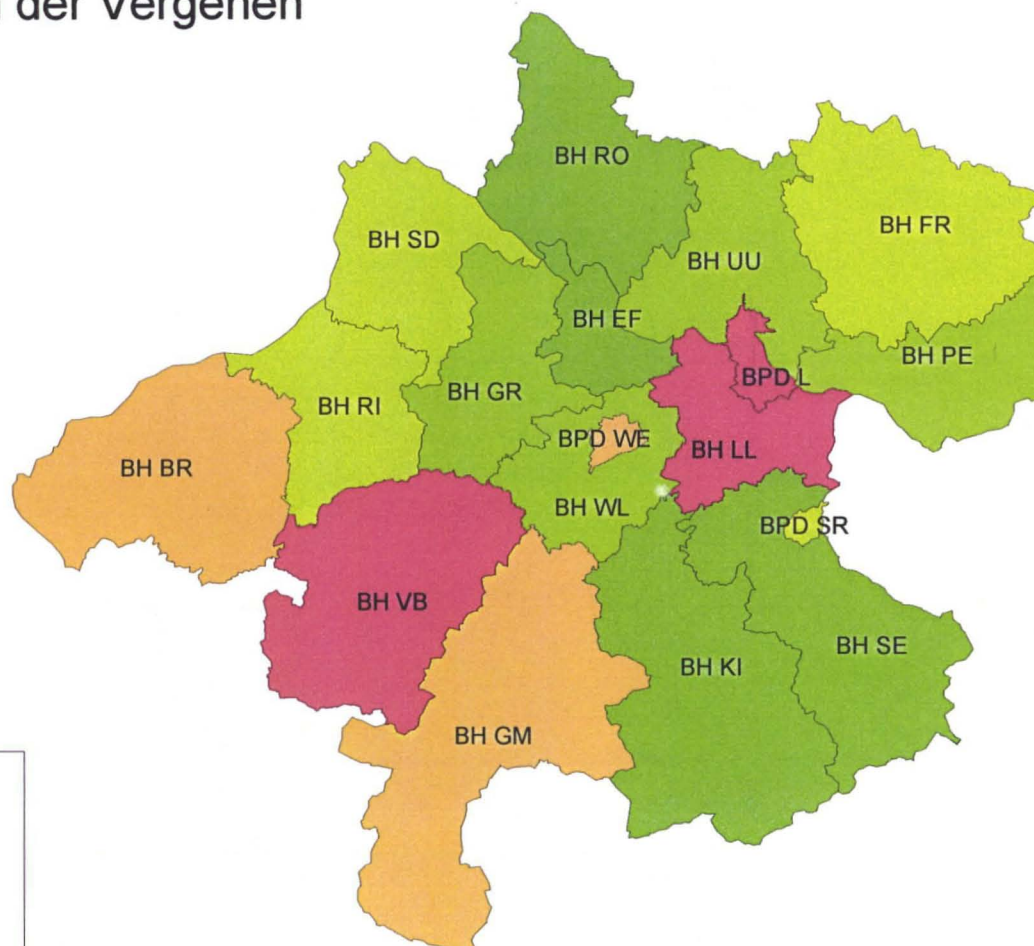 der Vergehen
BH RO
BH SD
BH FR
BH UU
BH EF
BH PE
BPD L
BH GR
BH RI
BPD WE
BH LL
BH BR
BH WL
BPD SR
BH VB
BH SE
BH KI
BH GM